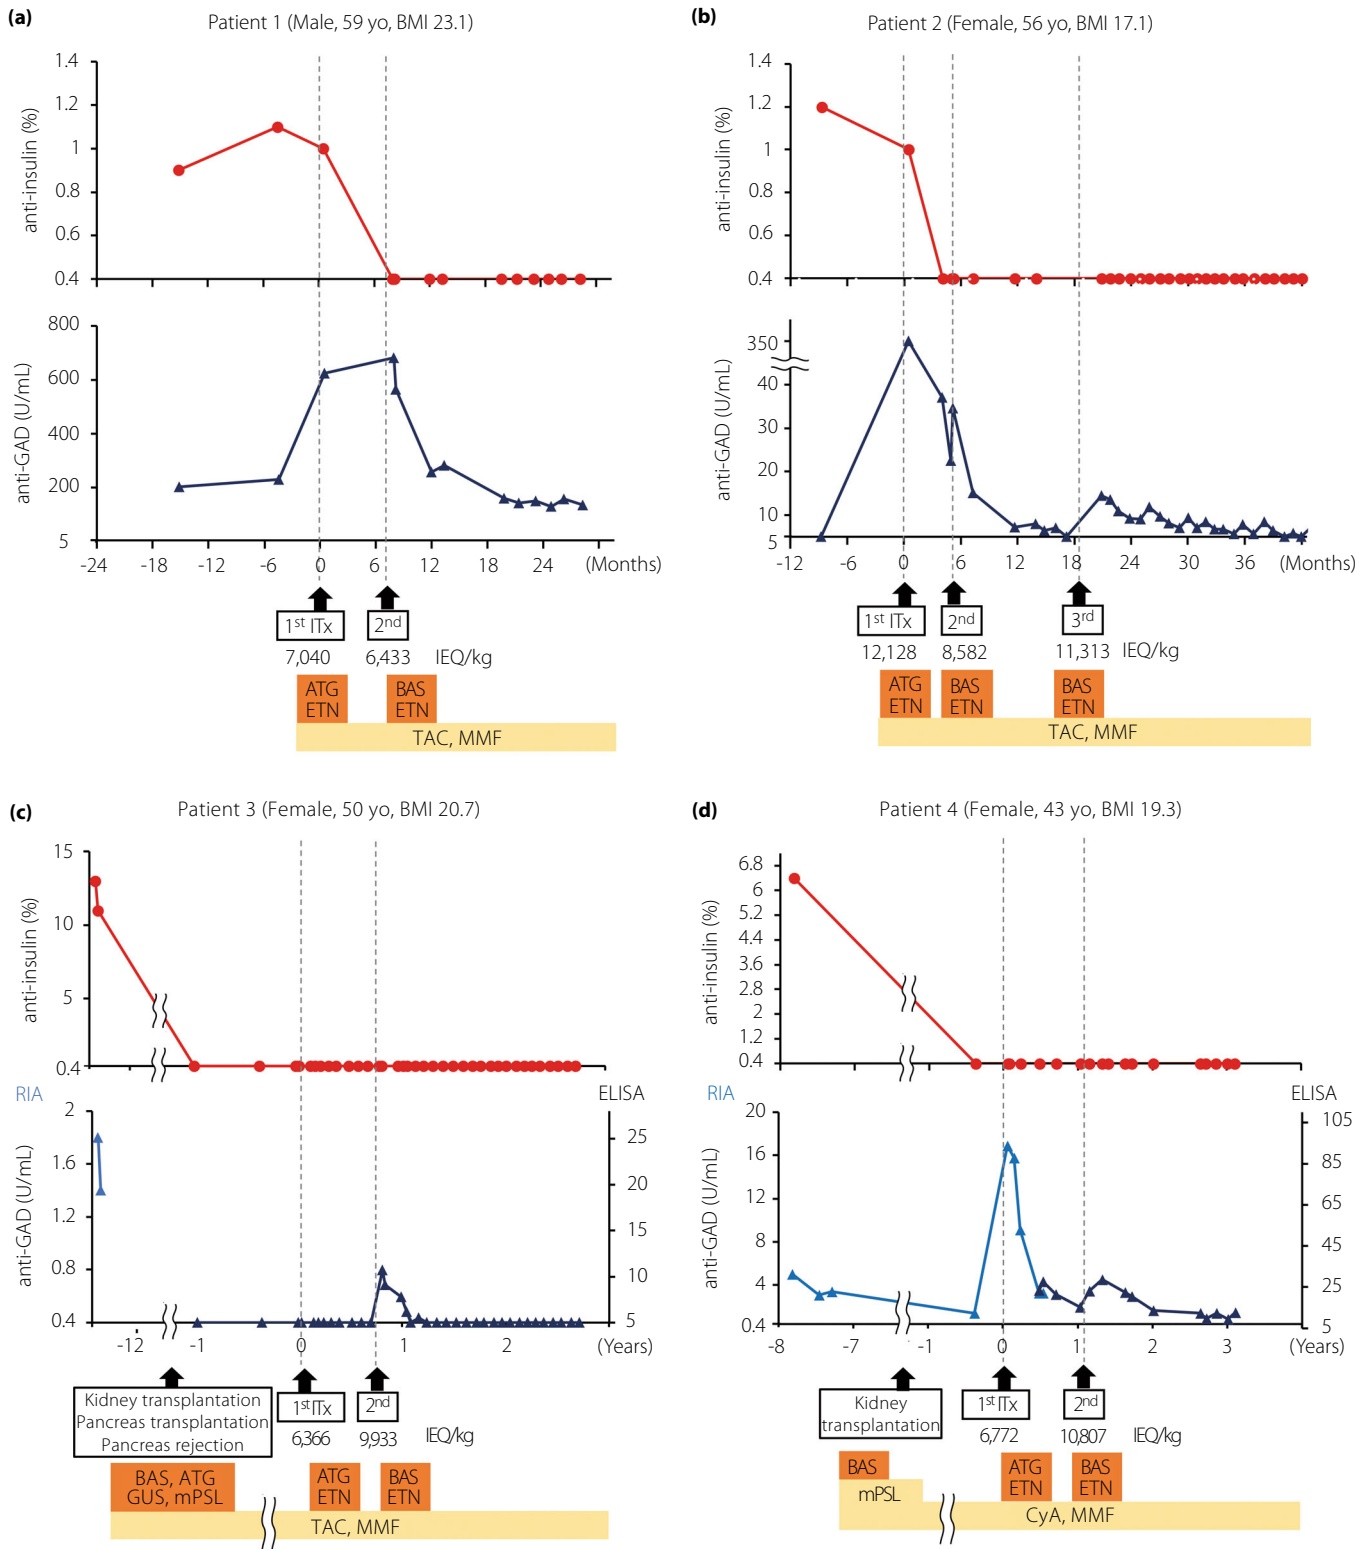 (a)
Patient 1 (Male, 59 yo, BMI 23.1)
anti-insulin (%)
1.4
1.2
1
0.8
0.6
0.4
anti-GAD (U/mL)
800
600
400
200
5
-24 -18 -12 -6 0 6 12 18 24 (Months)
1st ITx 2nd
7,040 6,433 IEQ/kg
ATG BAS
ETN ETN
TAC, MMF
(b)
Patient 2 (Female, 56 yo, BMI 17.1)
anti-insulin (%)
1.4
1.2
1
0.8
0.6
0.4
anti-GAD (U/mL)
350
40
30
20
10
5
-12 -6 0 6 12 18 24 30 36 (Months)
1st ITx 2nd 3rd
12,128 8,582 11,313 IEQ/kg
ATG BAS BAS
ETN ETN ETN
TAC, MMF
(c)
Patient 3 (Female, 50 yo, BMI 20.7)
anti-insulin (%)
15
10
5
0.4
RIA ELISA
anti-GAD (U/mL)
2
1.6
1.2
0.8
0.4
25
20
15
10
5
-12 -1 0 1 2 (Years)
Kidney transplantation
Pancreas transplantation
Pancreas rejection
1st ITx 2nd
6,366 9,933 IEQ/kg
BAS, ATG
GUS, mPSL
ATG BAS
ETN ETN
TAC, MMF
(d)
Patient 4 (Female, 43 yo, BMI 19.3)
anti-insulin (%)
6.8
6
5.2
4.4
3.6
2.8
2
1.2
0.4
RIA ELISA
anti-GAD (U/mL)
20
16
12
8
4
0.4
105
85
65
45
25
5
-8 -7 -1 0 1 2 3 (Years)
Kidney
transplantation
1st ITx 2nd
6,772 10,807 IEQ/kg
BAS
mPSL
ATG BAS
ETN ETN
CyA, MMF